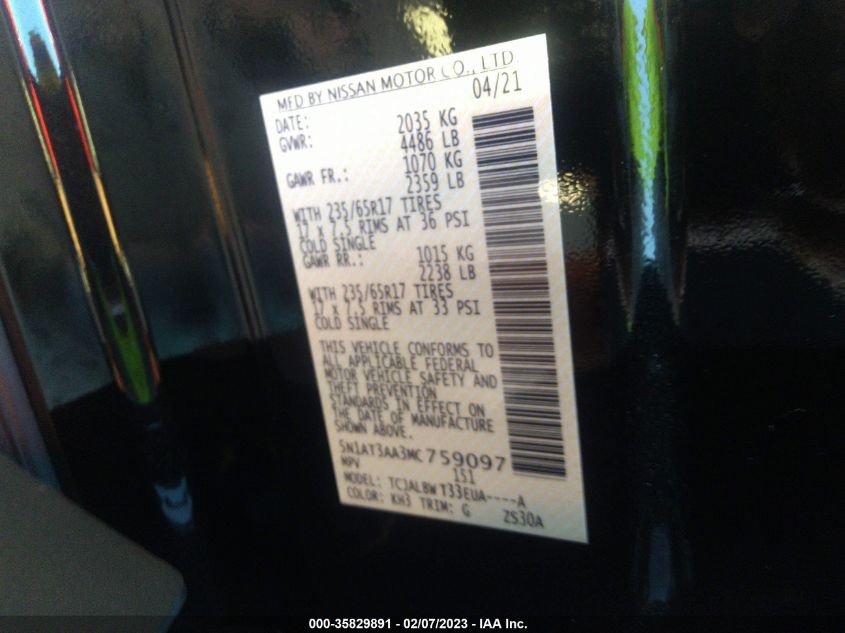 MFD BY NISSAN MOTOR CO., LTD
DATE: 04/21
GVWR: 2035 KG
4486 LB
GAWR FR.: 1070 KG
2359 LB
WITH 235/65R17 TIRES
17 x 7.5 RIMS AT 36 PSI
COLD SINGLE
GAWR RR.: 1015 KG
2238 LB
WITH 235/65R17 TIRES
17 x 7.5 RIMS AT 33 PSI
COLD SINGLE
THIS VEHICLE CONFORMS TO
ALL APPLICABLE FEDERAL
MOTOR VEHICLE SAFETY AND
THEFT PREVENTION
STANDARDS IN EFFECT ON
THE DATE OF MANUFACTURE
SHOWN ABOVE.
5N1AT3AA3MC759097
MPV 151
MODEL: TCJALBW T33EUA----A
COLOR: KH3 TRIM: G ZS30A
000-35829891 - 02/07/2023 - IAA Inc.